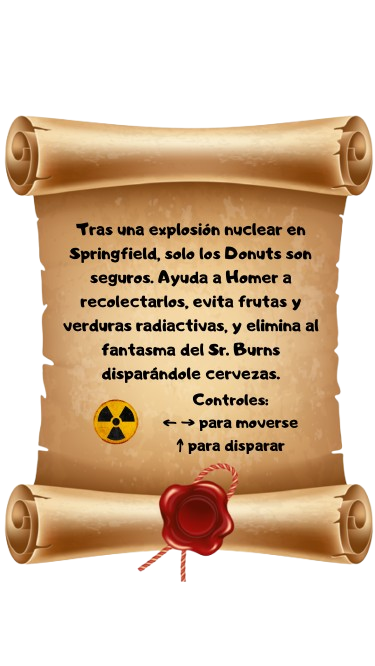 Tras una explosión nuclear en
Springfield, solo los Donuts son
seguros. Ayuda a Homer a
recolectarlos, evita frutas y
verduras radiactivas, y elimina al
fantasma del Sr. Burns
disparándole cervezas.
Controles:
←→ para moverse
↑ para disparar